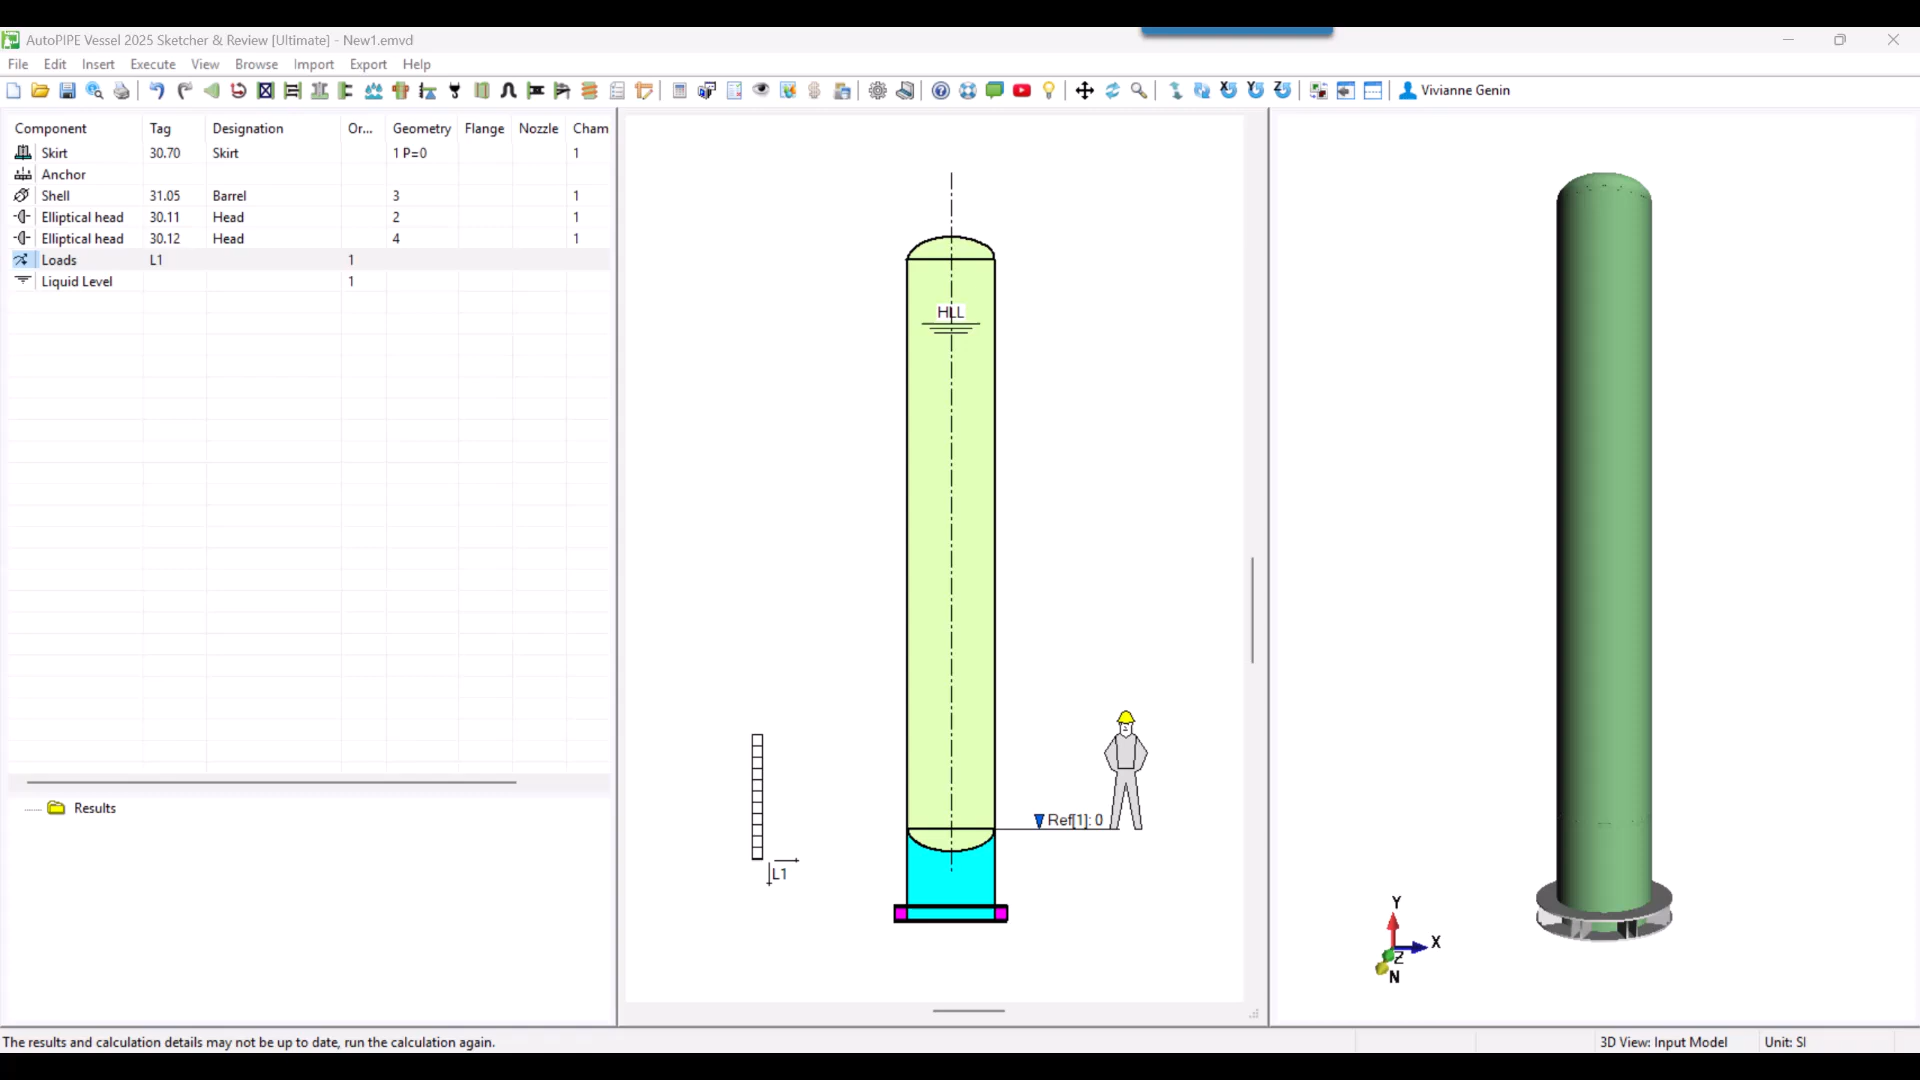 AutoPIPE Vessel 2025 Sketcher & Review [Ultimate] - New1.emvd
File Edit Insert Execute View Browse Import Export Help
Vivianne Genin
Component Tag Designation Or... Geometry Flange Nozzle Cham
Skirt 30.70 Skirt 1 P=0 1
Anchor
Shell 31.05 Barrel 3 1
Elliptical head 30.11 Head 2 1
Elliptical head 30.12 Head 4 1
Loads L1 1
Liquid Level 1
Results
HLL
Ref[1]: 0
L1
Y
X
Z
N
The results and calculation details may not be up to date, run the calculation again.
3D View: Input Model Unit: SI